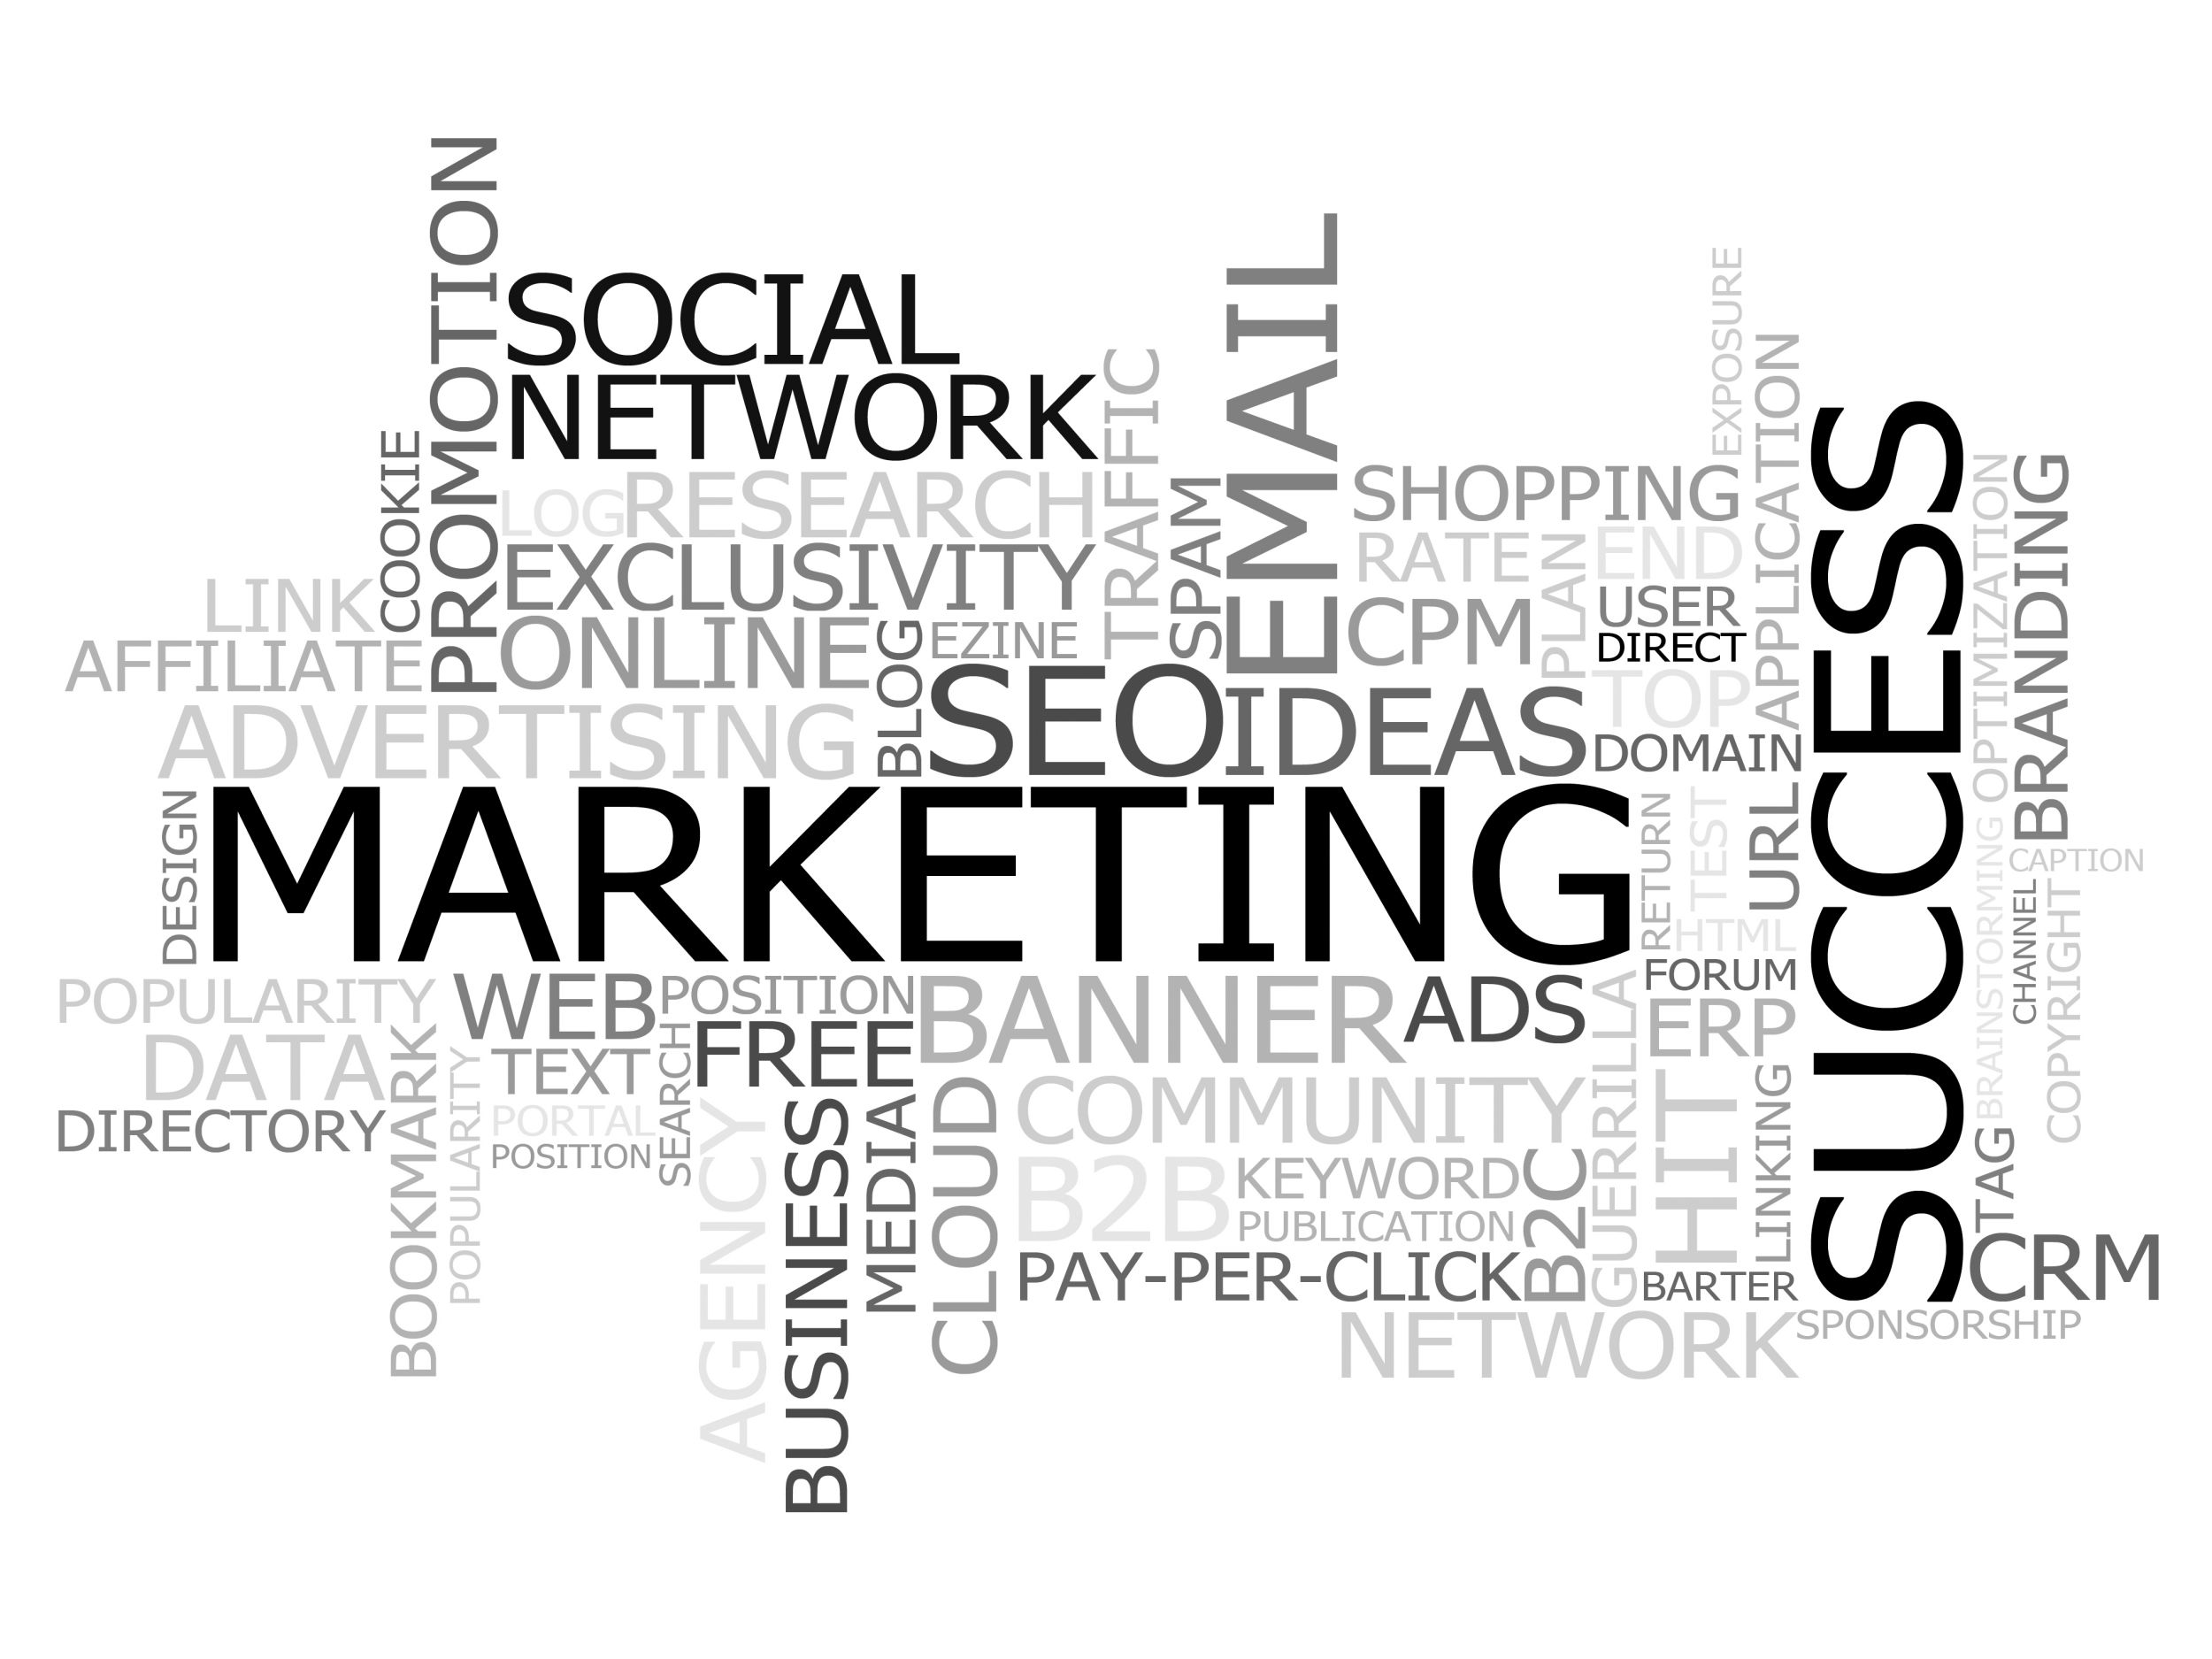 PROMOTION
SOCIAL
NETWORK
EMAIL
EXPOSURE
TRAFFIC
APPLICATION
COOKIE
LOG
RESEARCH
SPAM
SHOPPING
SUCCESS
OPTIMIZATION
BRANDING
EXCLUSIVITY
RATE
PLAN
END
LINK
ONLINE
BLOG
EZINE
CPM
USER
DIRECT
AFFILIATE
SEO
IDEAS
TOP
ADVERTISING
DOMAIN
DESIGN
MARKETING
RETURN
TEST
URL
HTML
BRAINSTORMING
CAPTION
CHANNEL
COPYRIGHT
POPULARITY
WEB
POSITION
BANNER
ADS
FORUM
GUERILLA
ERP
DATA
BOOKMARK
POPULARITY
TEXT
SEARCH
FREE
DIRECTORY
PORTAL
POSITION
AGENCY
BUSINESS
MEDIA
CLOUD
COMMUNITY
HIT
LINKING
TAG
B2B
KEYWORD
PUBLICATION
B2C
PAY-PER-CLICK
BARTER
CRM
NETWORK
SPONSORSHIP